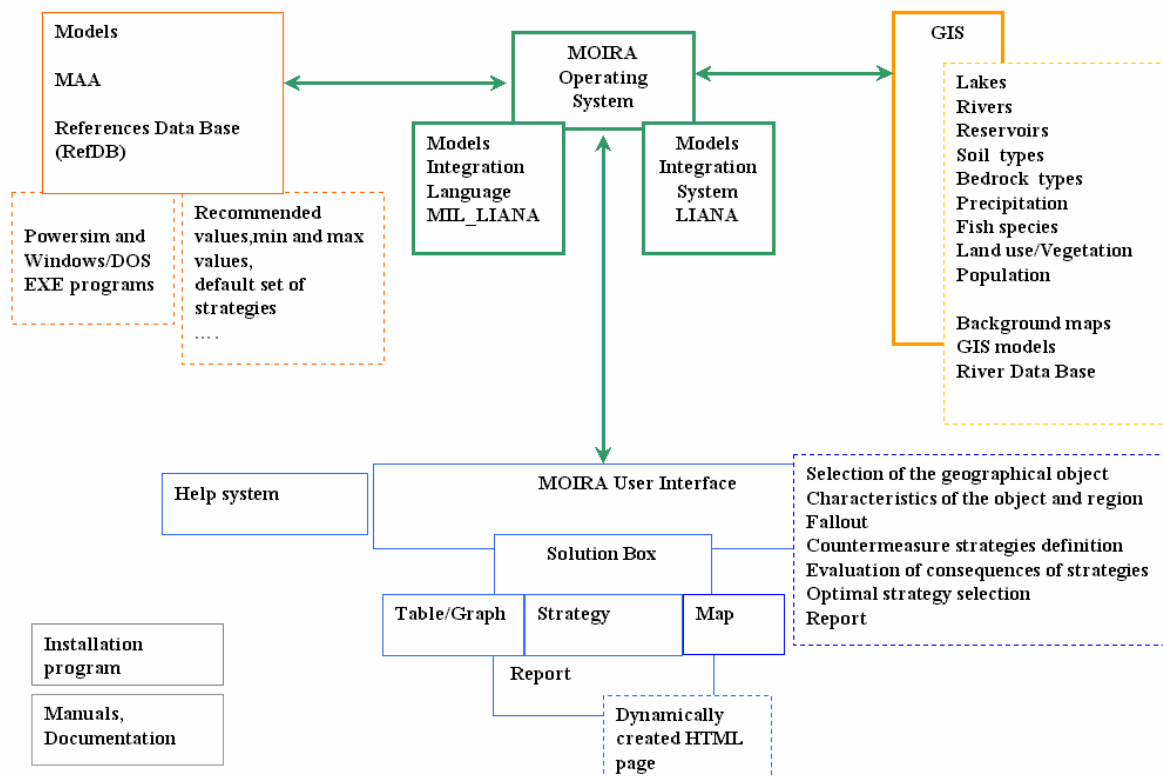 Models
MAA
References Data Base
(RefDB)
Powersim and
Windows/DOS
EXE programs
Recommended
values,min and max
values,
default set of
strategies
….
MOIRA
Operating
System
Models
Integration
Language
MIL_LIANA
Models
Integration
System
LIANA
GIS
Lakes
Rivers
Reservoirs
Soil types
Bedrock types
Precipitation
Fish species
Land use/Vegetation
Population
Background maps
GIS models
River Data Base
Help system
MOIRA User Interface
Solution Box
Table/Graph
Strategy
Map
Report
Dynamically
created HTML
page
Selection of the geographical object
Characteristics of the object and region
Fallout
Countermeasure strategies definition
Evaluation of consequences of strategies
Optimal strategy selection
Report
Installation
program
Manuals,
Documentation